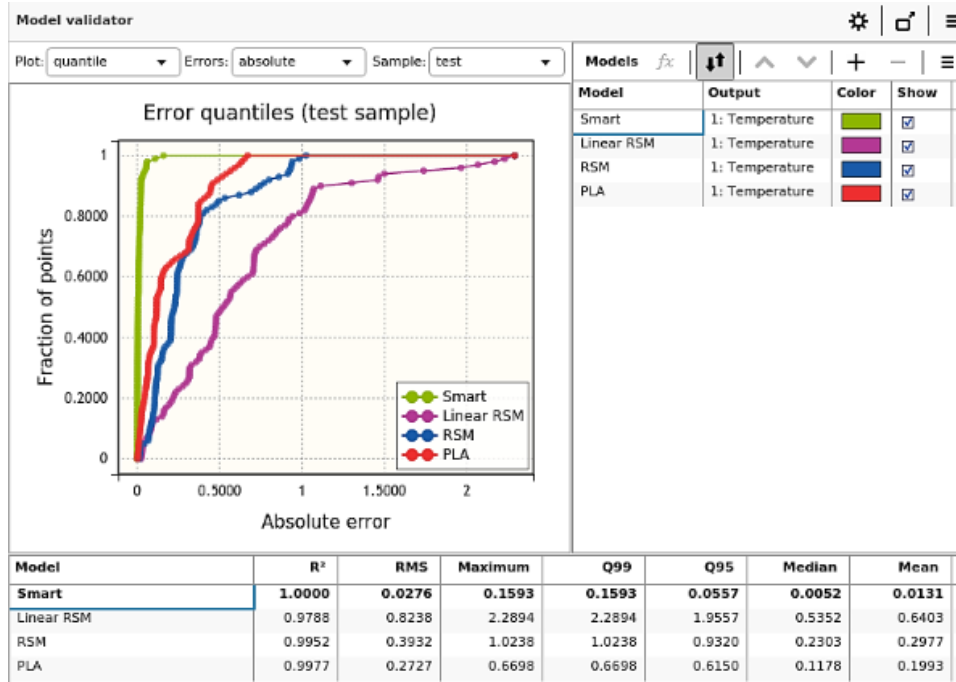 Model validator
Plot: quantile Errors: absolute Sample: test
Models fx
Error quantiles (test sample)
Fraction of points
1
0.8000
0.6000
0.4000
0.2000
0
0 0.5000 1 1.5000 2
Absolute error
Smart
Linear RSM
RSM
PLA
Model Output Color Show
Smart 1: Temperature
Linear RSM 1: Temperature
RSM 1: Temperature
PLA 1: Temperature
Model R² RMS Maximum Q99 Q95 Median Mean
Smart 1.0000 0.0276 0.1593 0.1593 0.0557 0.0052 0.0131
Linear RSM 0.9788 0.8238 2.2894 2.2894 1.9557 0.5352 0.6403
RSM 0.9952 0.3932 1.0238 1.0238 0.9320 0.2303 0.2977
PLA 0.9977 0.2727 0.6698 0.6698 0.6150 0.1178 0.1993